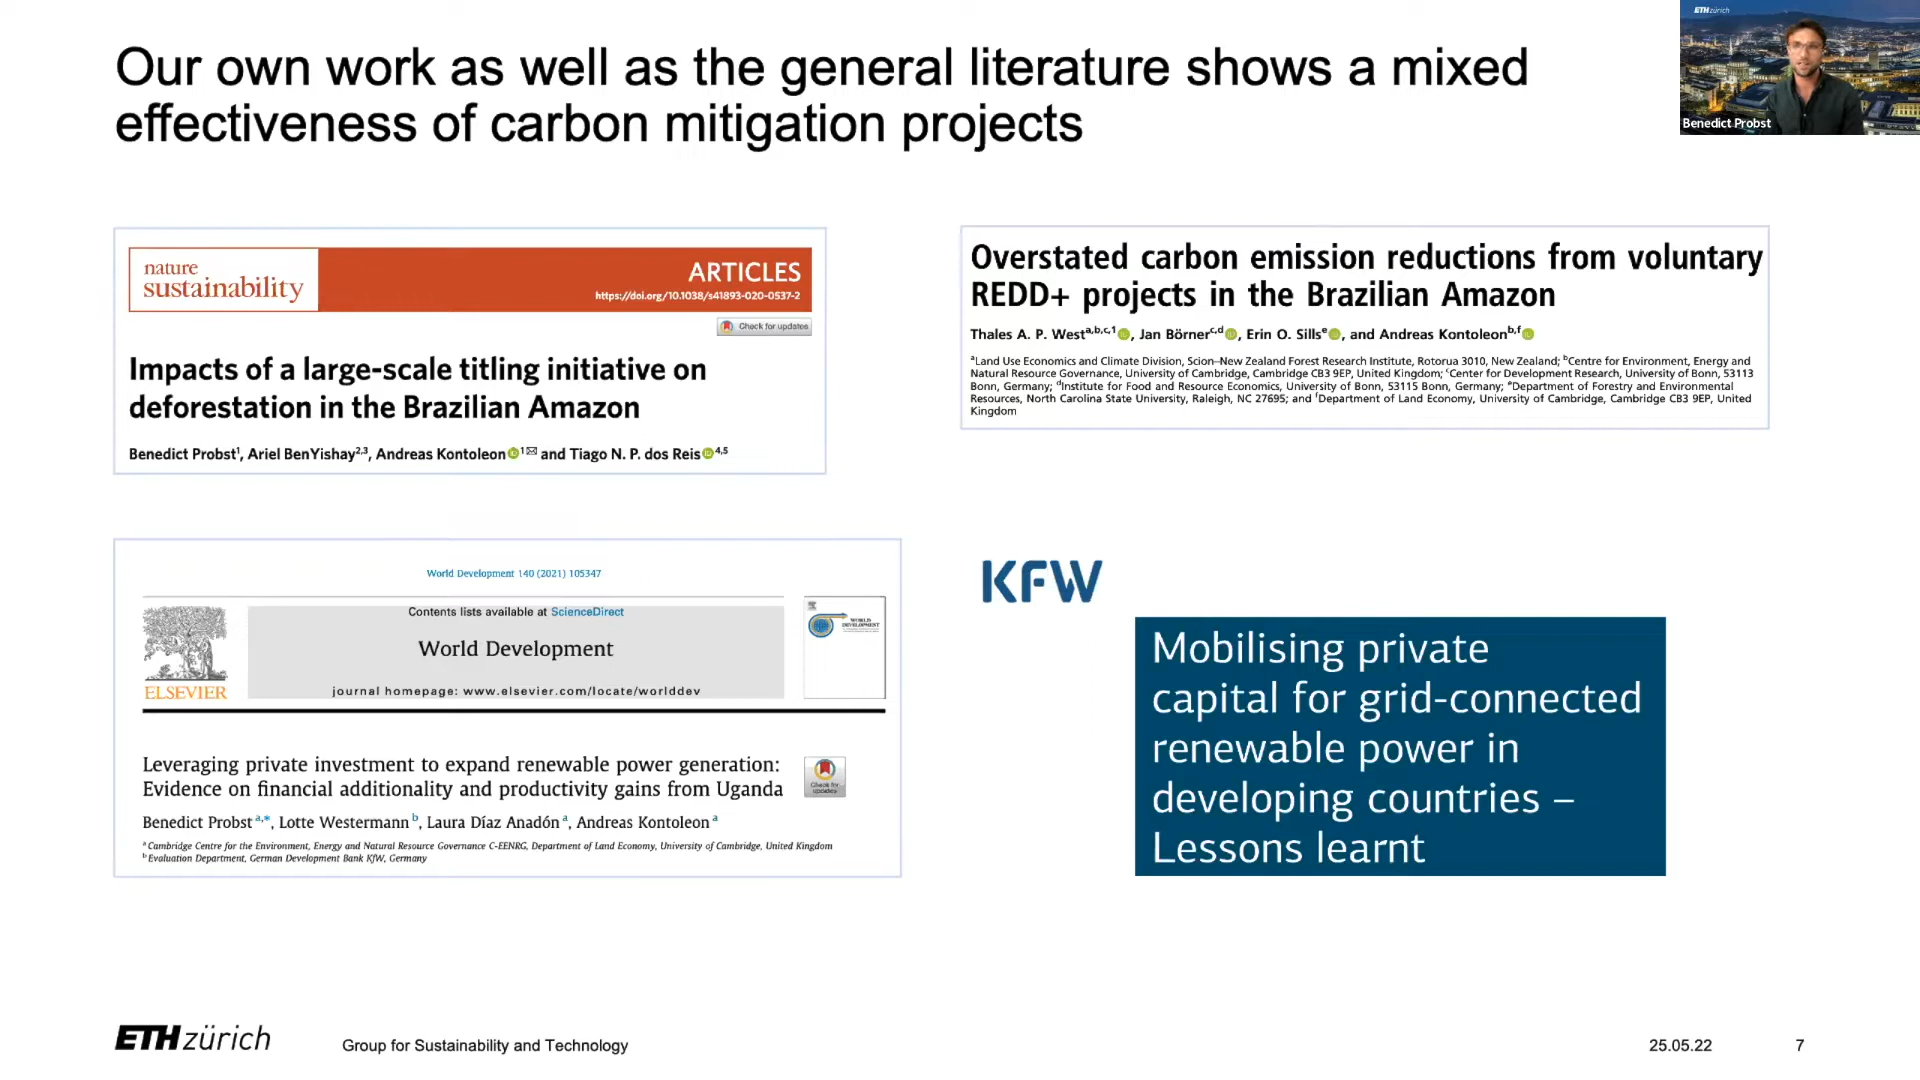 Our own work as well as the general literature shows a mixed
effectiveness of carbon mitigation projects
ETH zürich
Benedict Probst
nature
sustainability
ARTICLES
https://doi.org/10.1038/s41893-020-0537-2
Check for updates
Impacts of a large-scale titling initiative on
deforestation in the Brazilian Amazon
Benedict Probst1, Ariel BenYishay2,3, Andreas Kontoleon 1✉ and Tiago N. P. dos Reis 4,5
Overstated carbon emission reductions from voluntary
REDD+ projects in the Brazilian Amazon
Thales A. P. Westa,b,c,1, Jan Börnerc,d, Erin O. Sillse, and Andreas Kontoleonb,f
aLand Use Economics and Climate Division, Scion–New Zealand Forest Research Institute, Rotorua 3010, New Zealand; bCentre for Environment, Energy and
Natural Resource Governance, University of Cambridge, Cambridge CB3 9EP, United Kingdom; cCenter for Development Research, University of Bonn, 53113
Bonn, Germany; dInstitute for Food and Resource Economics, University of Bonn, 53115 Bonn, Germany; eDepartment of Forestry and Environmental
Resources, North Carolina State University, Raleigh, NC 27695; and fDepartment of Land Economy, University of Cambridge, Cambridge CB3 9EP, United
Kingdom
World Development 140 (2021) 105347
Contents lists available at ScienceDirect
World Development
journal homepage: www.elsevier.com/locate/worlddev
ELSEVIER
WORLD
DEVELOPMENT
Leveraging private investment to expand renewable power generation:
Evidence on financial additionality and productivity gains from Uganda
Check for
updates
Benedict Probst a,*, Lotte Westermann b, Laura Díaz Anadón a, Andreas Kontoleon a
a Cambridge Centre for the Environment, Energy and Natural Resource Governance C-EENRG, Department of Land Economy, University of Cambridge, United Kingdom
b Evaluation Department, German Development Bank KfW, Germany
KFW
Mobilising private
capital for grid-connected
renewable power in
developing countries –
Lessons learnt
ETH zürich
Group for Sustainability and Technology
25.05.22
7